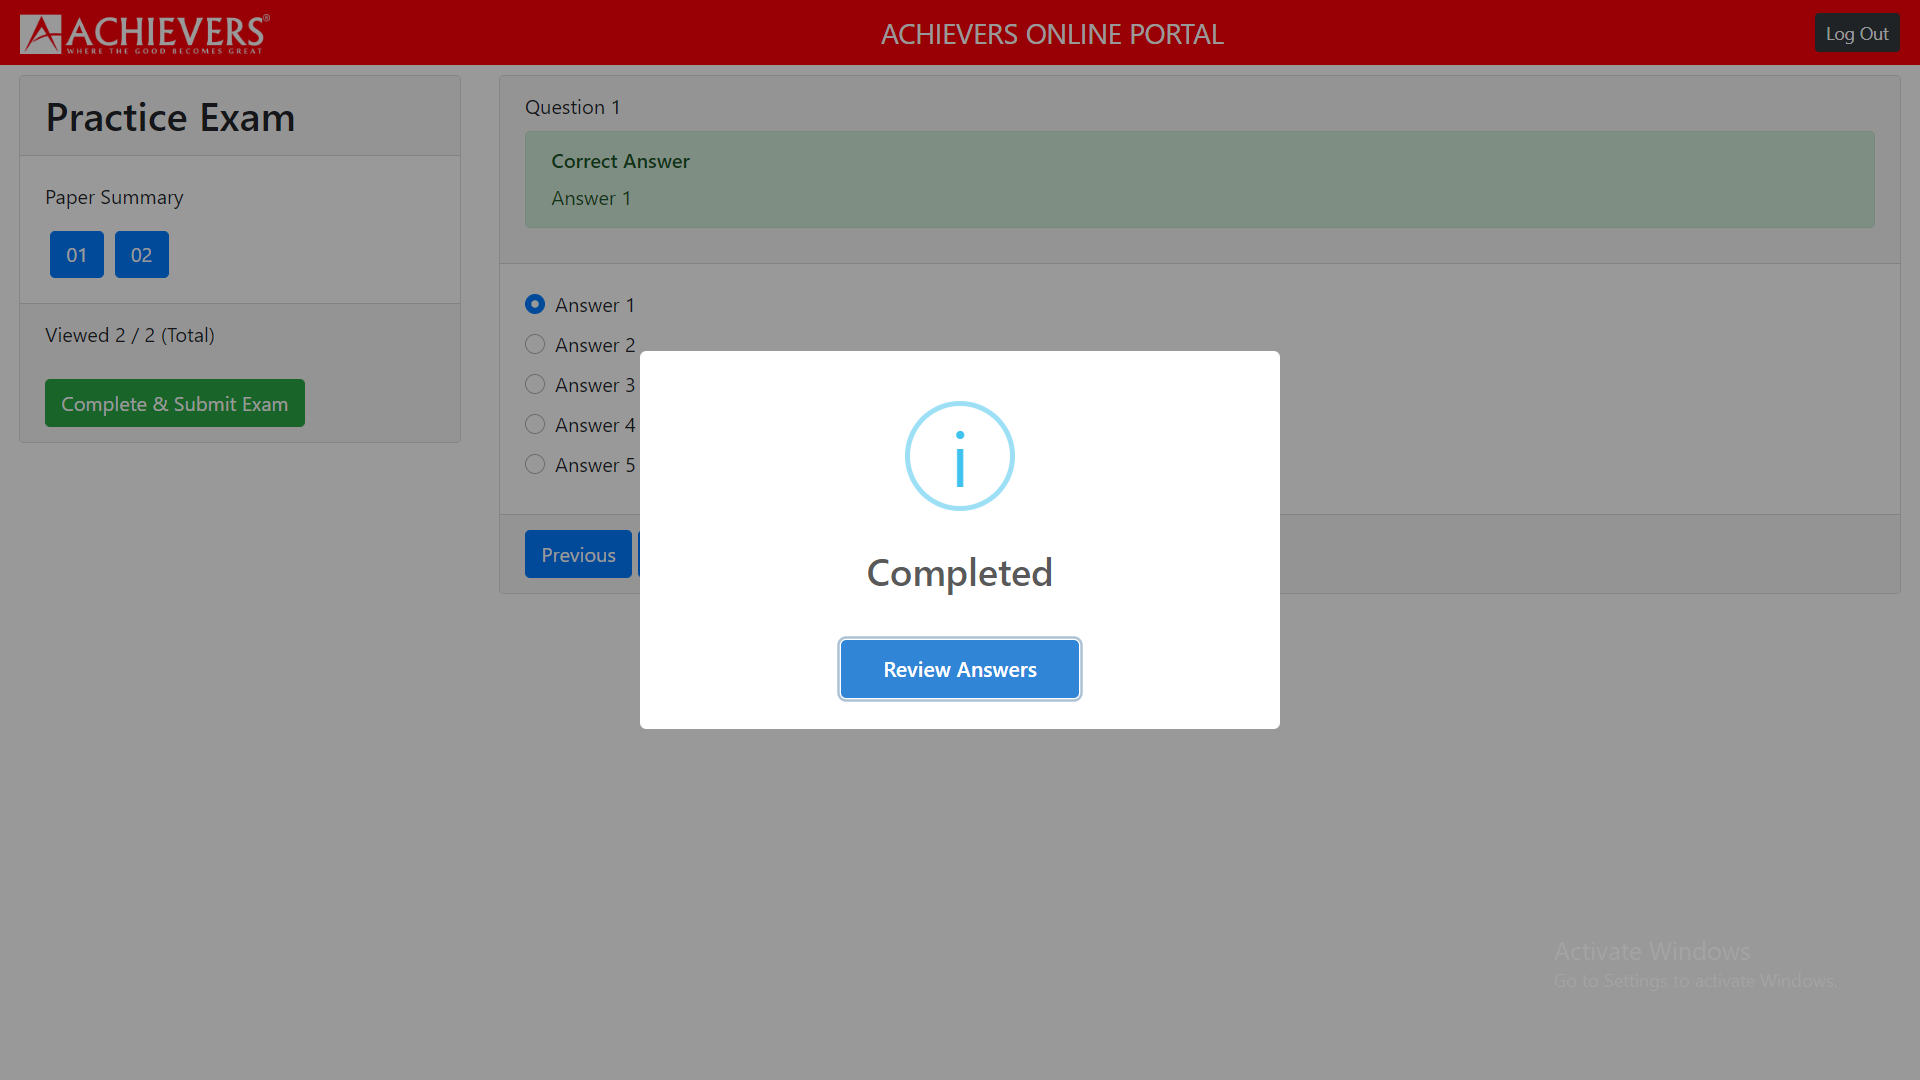 ACHIEVERS®
WHERE THE GOOD BECOMES GREAT
ACHIEVERS ONLINE PORTAL
Log Out
Practice Exam
Paper Summary
01 02
Viewed 2 / 2 (Total)
Complete & Submit Exam
Question 1
Correct Answer
Answer 1
Answer 1
Answer 2
Answer 3
Answer 4
Answer 5
Previous
i
Completed
Review Answers
Activate Windows
Go to Settings to activate Windows.